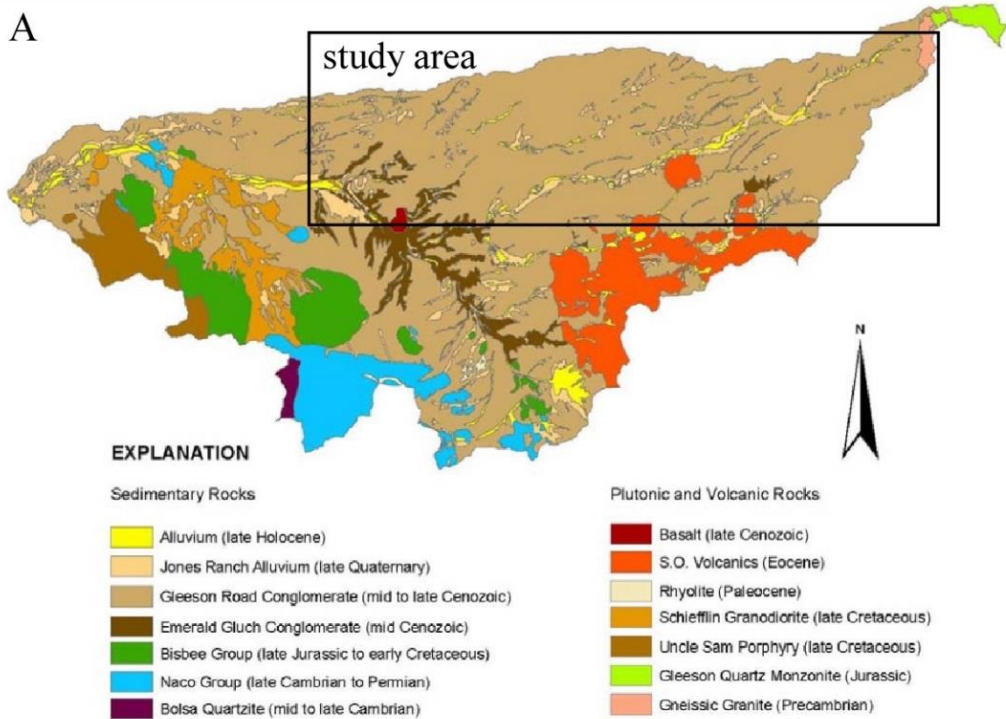 A
study area
N
EXPLANATION
Sedimentary Rocks
Alluvium (late Holocene)
Jones Ranch Alluvium (late Quaternary)
Gleeson Road Conglomerate (mid to late Cenozoic)
Emerald Gluch Conglomerate (mid Cenozoic)
Bisbee Group (late Jurassic to early Cretaceous)
Naco Group (late Cambrian to Permian)
Bolsa Quartzite (mid to late Cambrian)
Plutonic and Volcanic Rocks
Basalt (late Cenozoic)
S.O. Volcanics (Eocene)
Rhyolite (Paleocene)
Schiefflin Granodiorite (late Cretaceous)
Uncle Sam Porphyry (late Cretaceous)
Gleeson Quartz Monzonite (Jurassic)
Gneissic Granite (Precambrian)